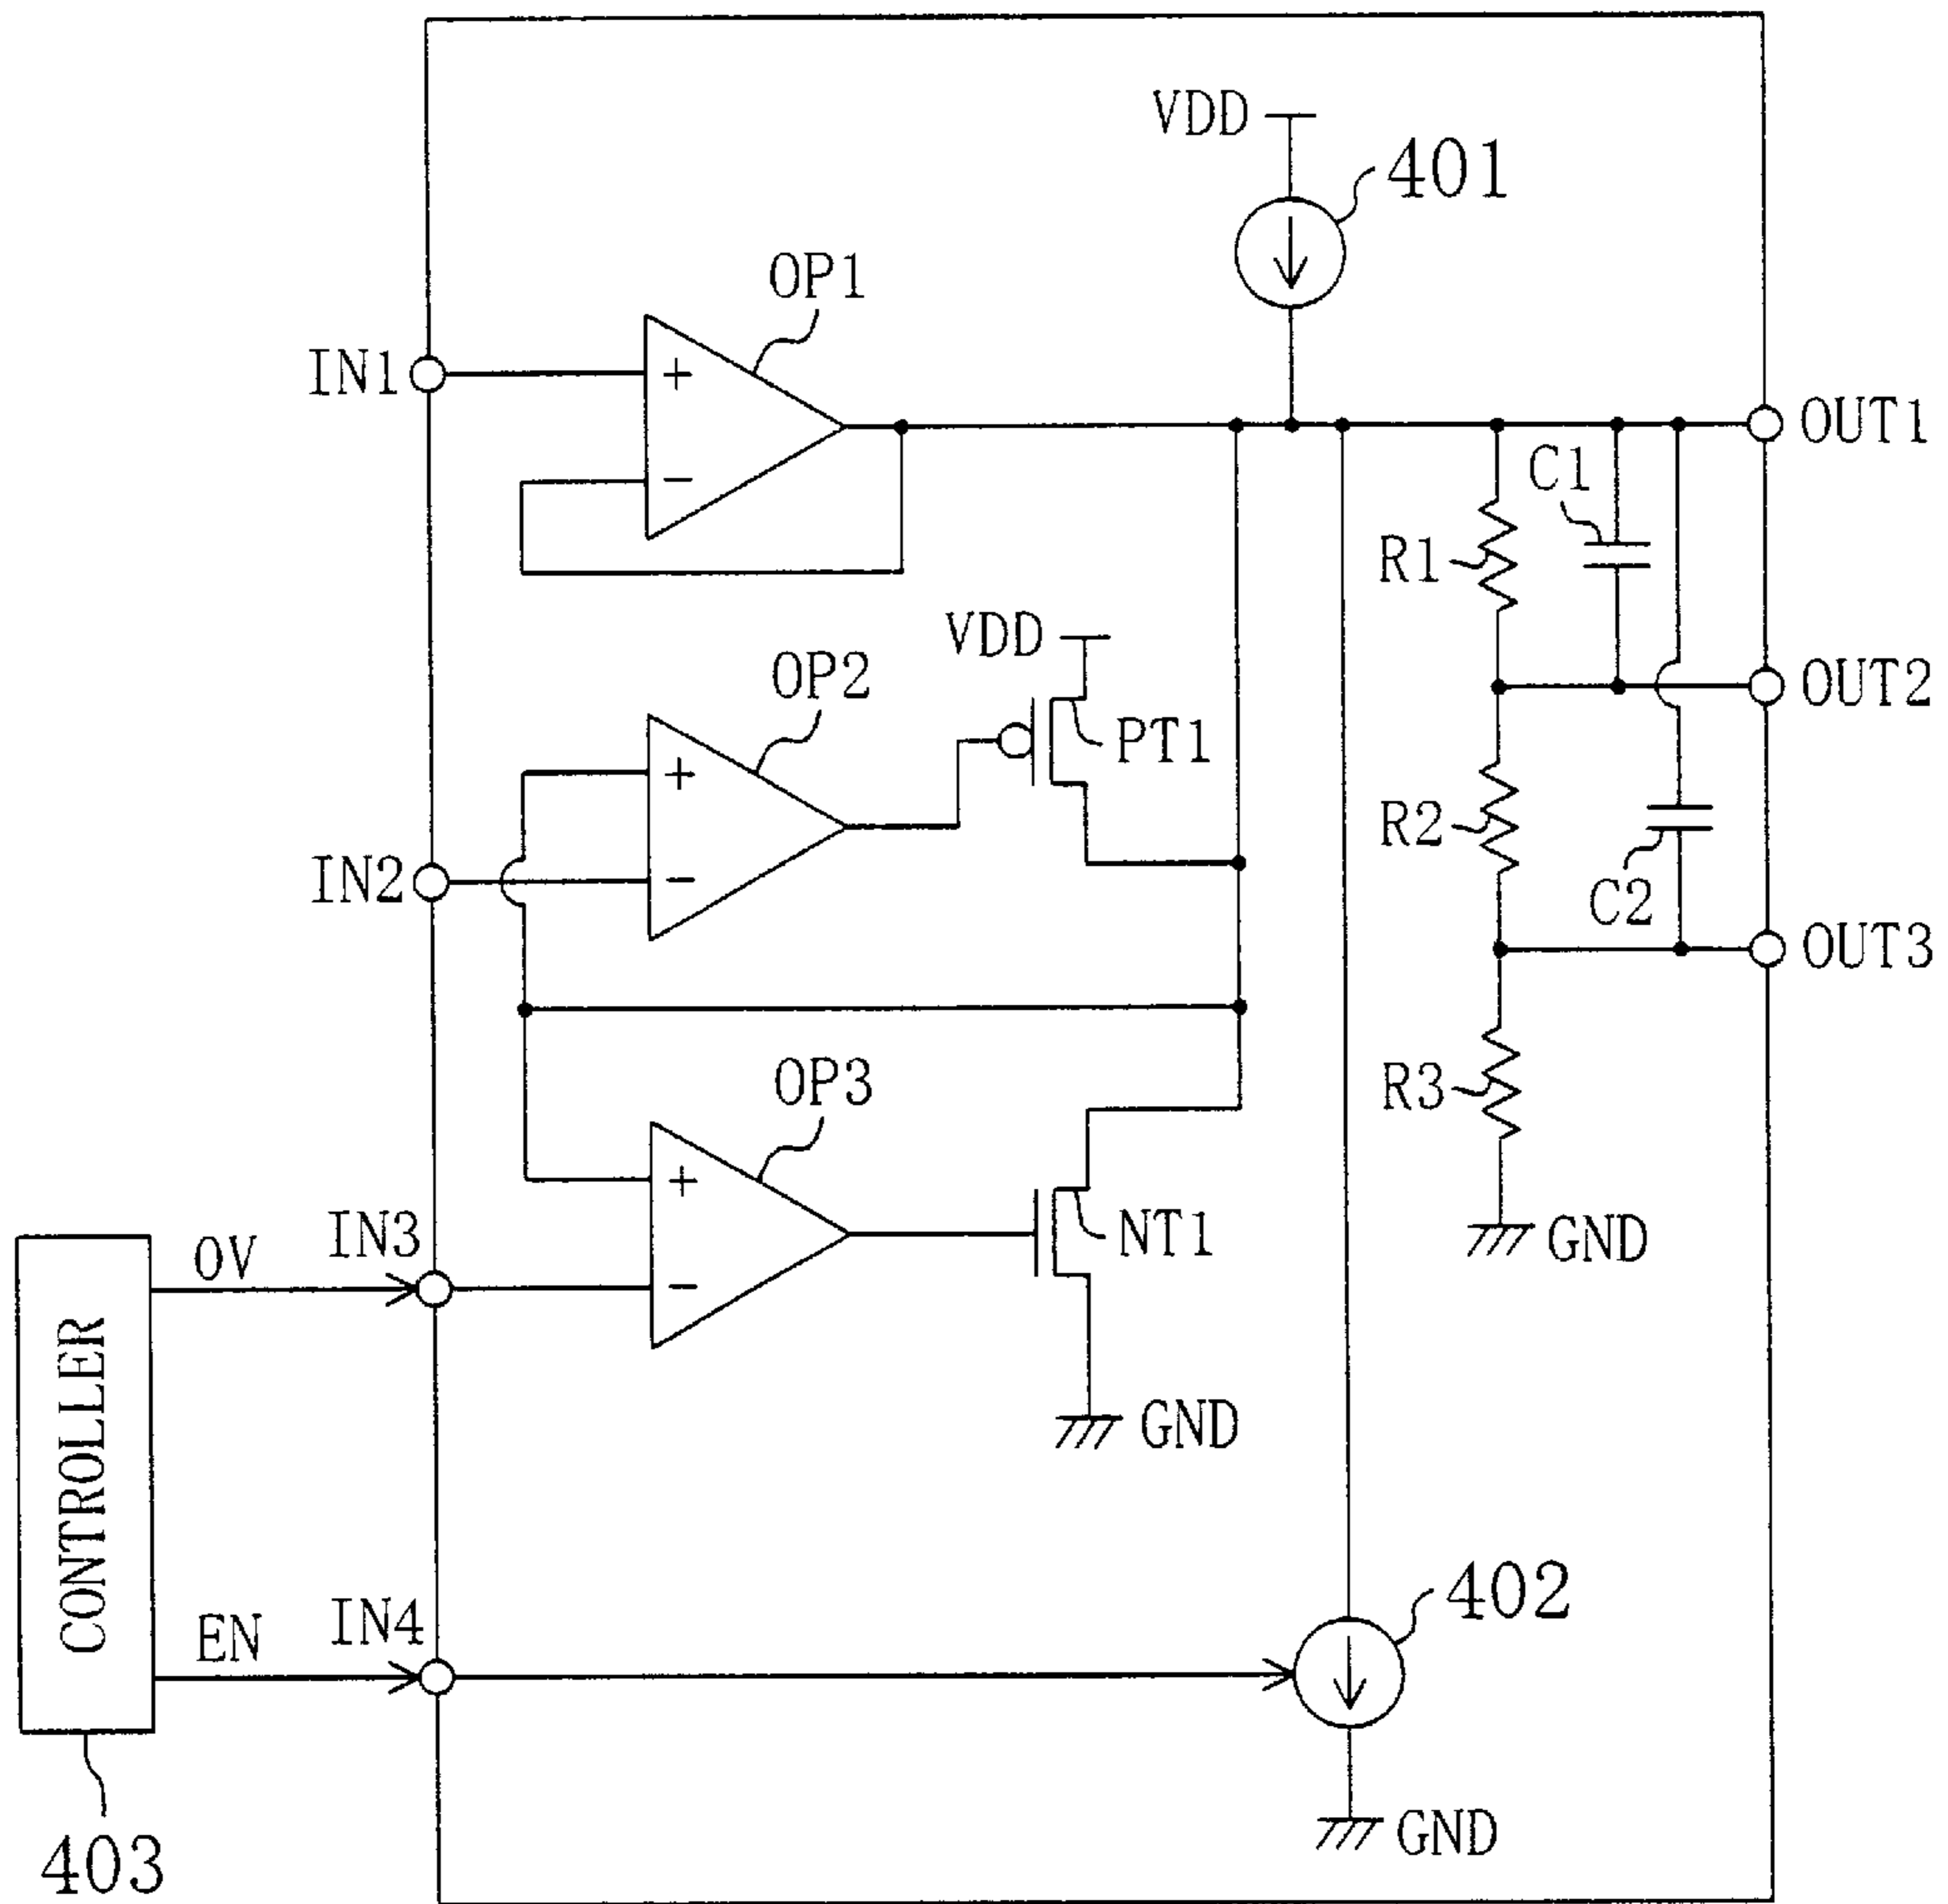 VDD
401
OP1
IN1
+
−
OUT1
C1
R1
VDD
OP2
OUT2
PT1
+
R2
IN2
−
C2
OUT3
OP3
R3
+
NT1
IN3
OV
GND
−
CONTROLLER
GND
402
IN4
EN
GND
403